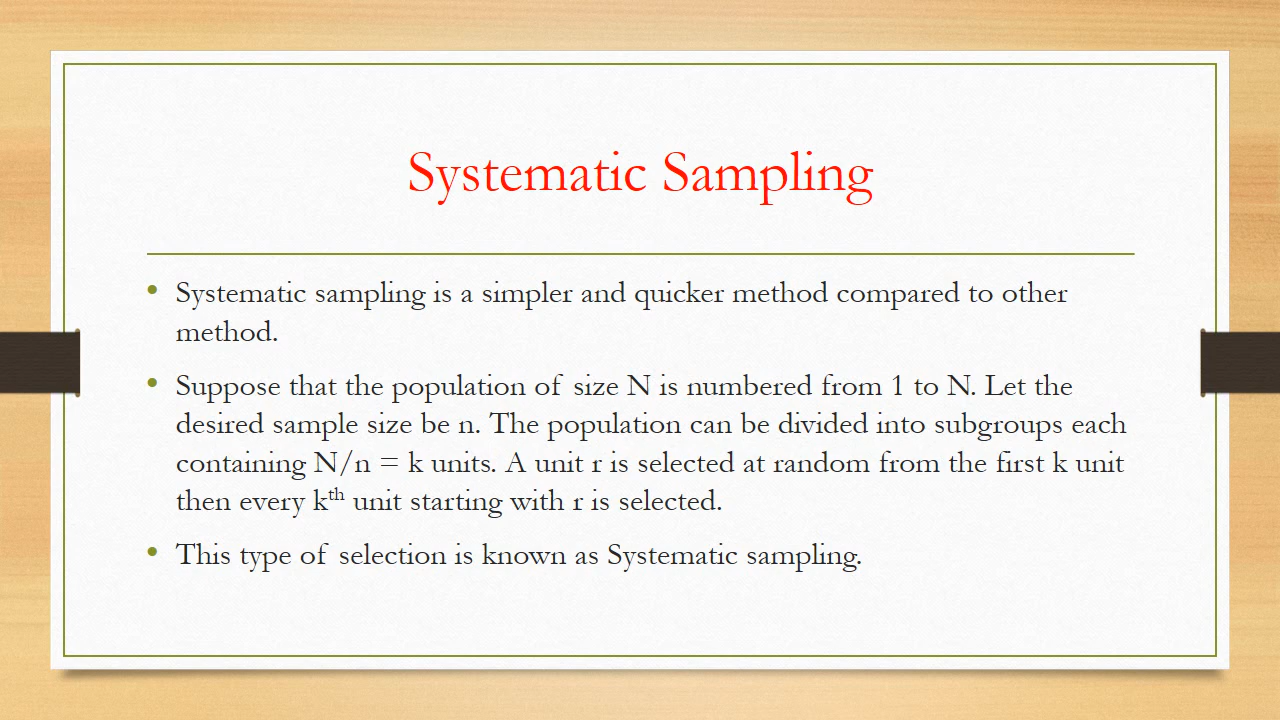 Systematic Sampling
• Systematic sampling is a simpler and quicker method compared to other
method.
• Suppose that the population of size N is numbered from 1 to N. Let the
desired sample size be n. The population can be divided into subgroups each
containing N/n = k units. A unit r is selected at random from the first k unit
then every kth unit starting with r is selected.
• This type of selection is known as Systematic sampling.